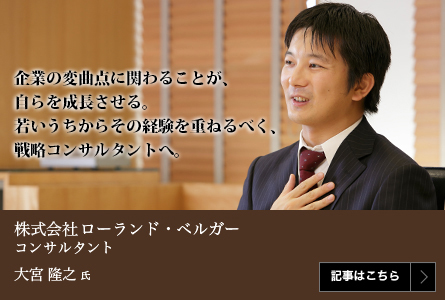 企業の変曲点に関わることが、
自らを成長させる。
若いうちからその経験を重ねるべく、
戦略コンサルタントへ。
株式会社ローランド・ベルガー
コンサルタント
大宮 隆之 氏
記事はこちら